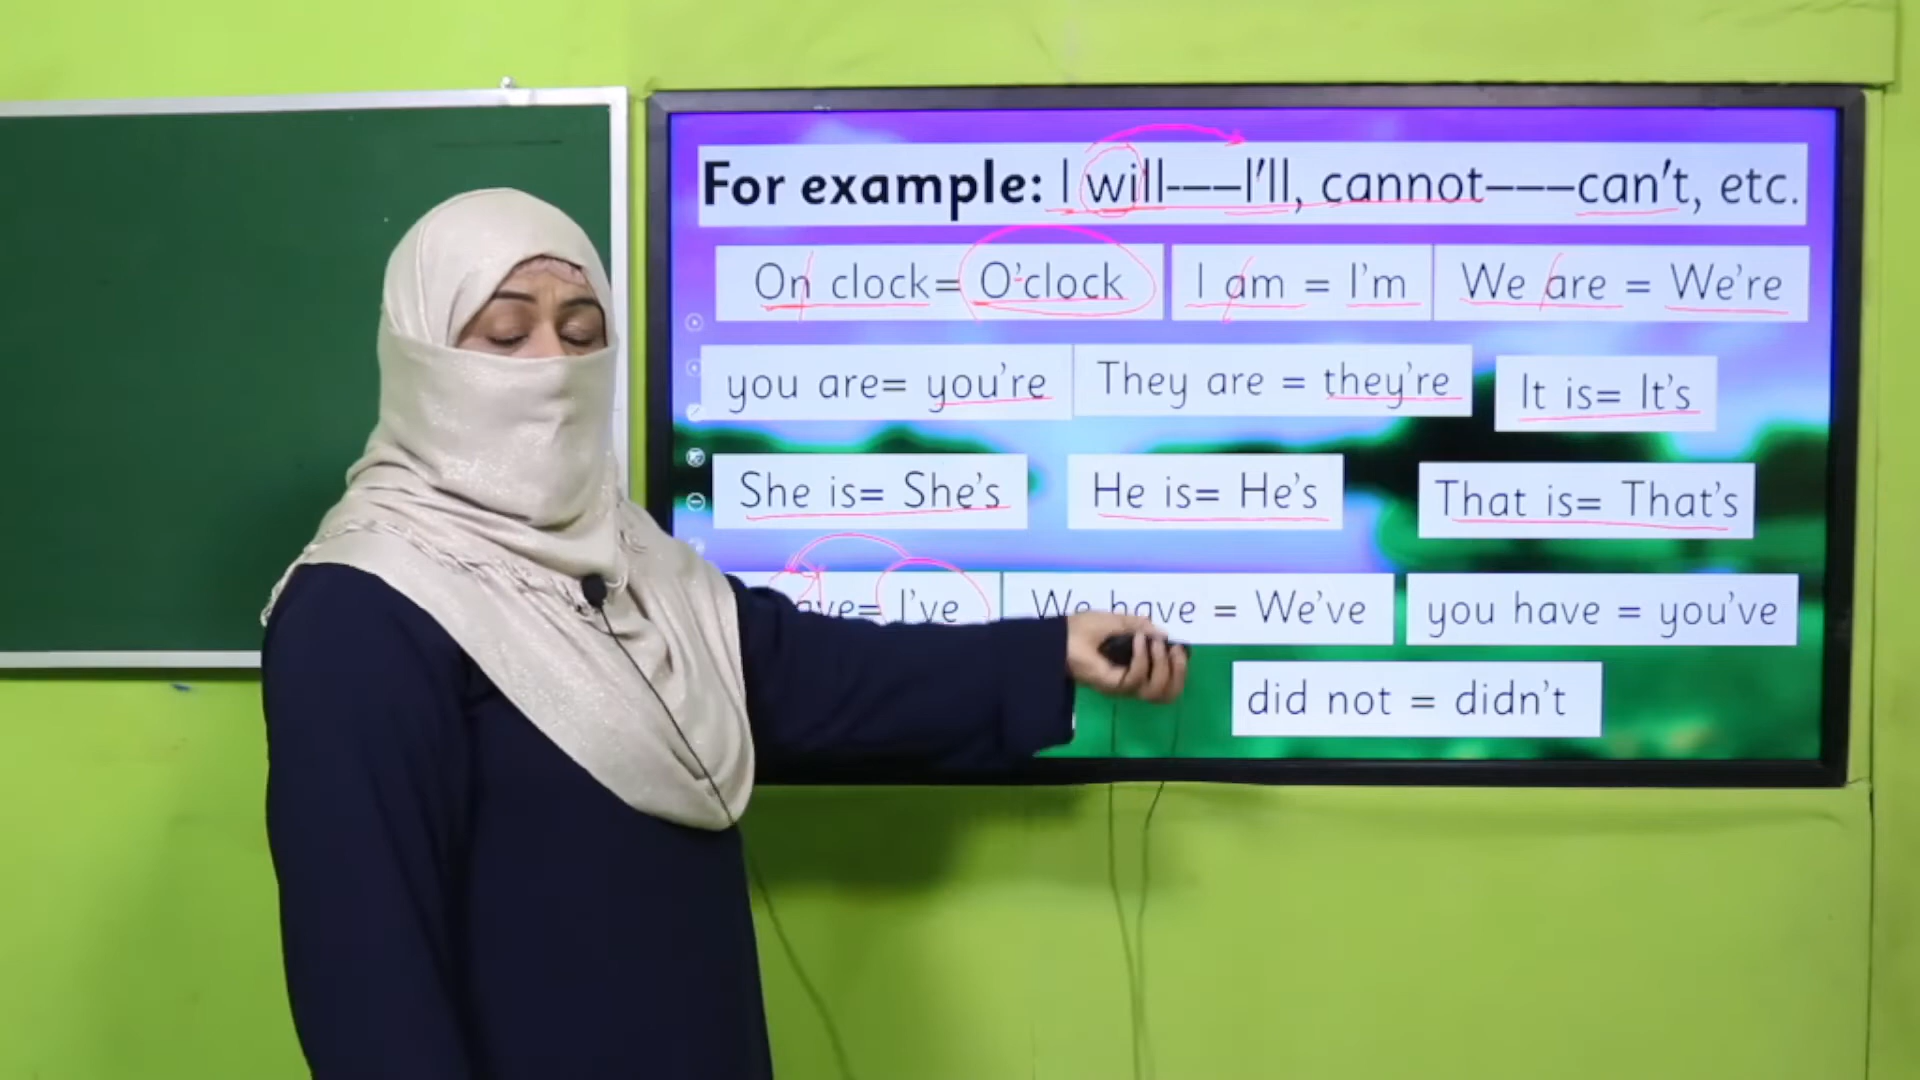 For example: I will---I'll, cannot---can't, etc.
On clock= O'clock
I am = I'm
We are = We're
you are= you're
They are = they're
It is= It's
She is= She's
He is= He's
That is= That's
= I've
We have = We've
you have = you've
did not = didn't